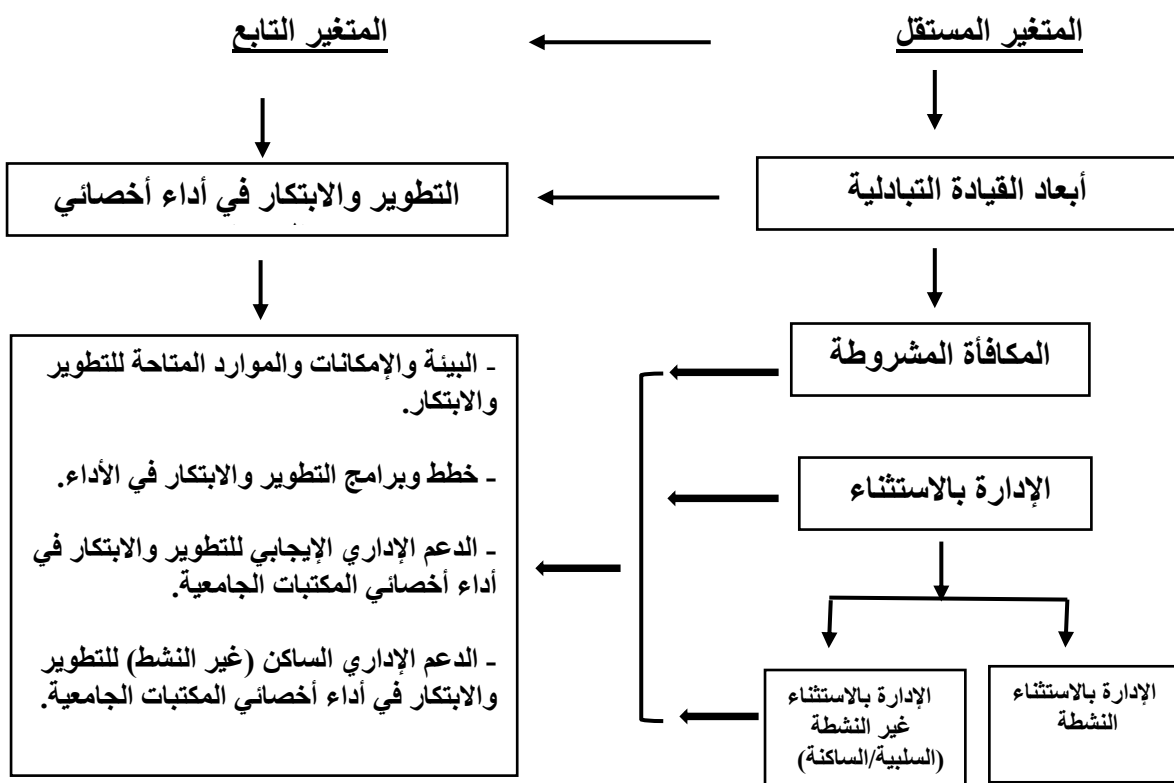 المتغير المستقل
المتغير التابع
أبعاد القيادة التبادلية
التطوير والابتكار في أداء أخصائي
المكافأة المشروطة
الإدارة بالاستثناء
الإدارة بالاستثناء
النشطة
الإدارة بالاستثناء
غير النشطة
(السلبية/الساكنة)
- البيئة والإمكانات والموارد المتاحة للتطوير
والابتكار.
- خطط وبرامج التطوير والابتكار في الأداء.
- الدعم الإداري الإيجابي للتطوير والابتكار في
أداء أخصائي المكتبات الجامعية.
- الدعم الإداري الساكن (غير النشط) للتطوير
والابتكار في أداء أخصائي المكتبات الجامعية.